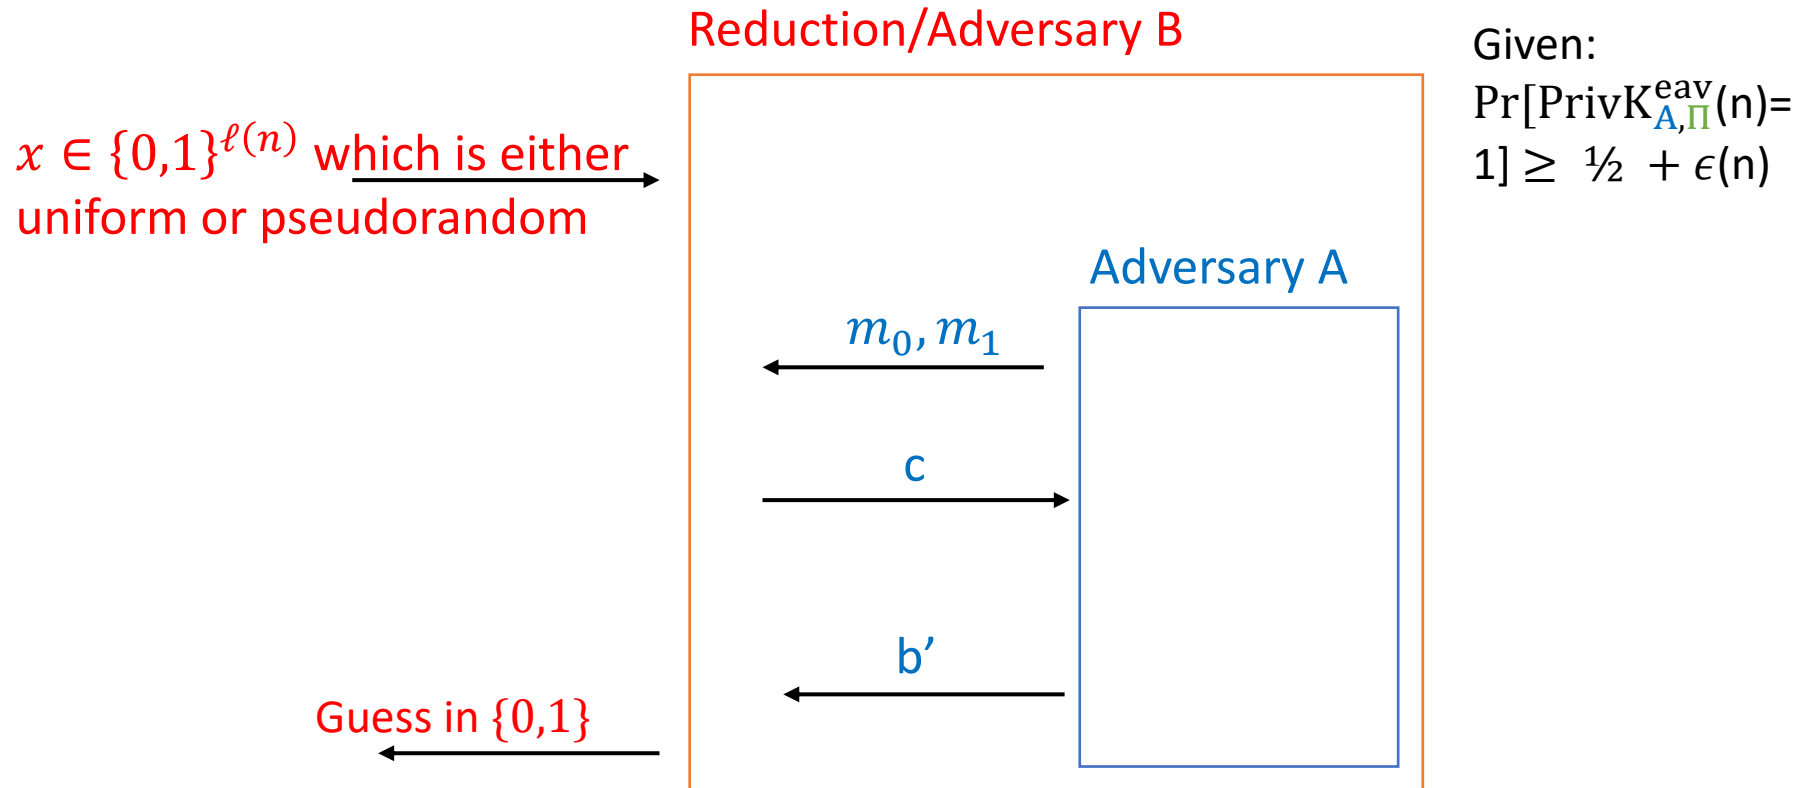 Reduction/Adversary B
Given:
Pr[PrivK^{eav}_{A,Π}(n)=
1] ≥ ½ + ϵ(n)
x ∈ {0,1}^{ℓ(n)} which is either
uniform or pseudorandom
Adversary A
m_0, m_1
c
b’
Guess in {0,1}